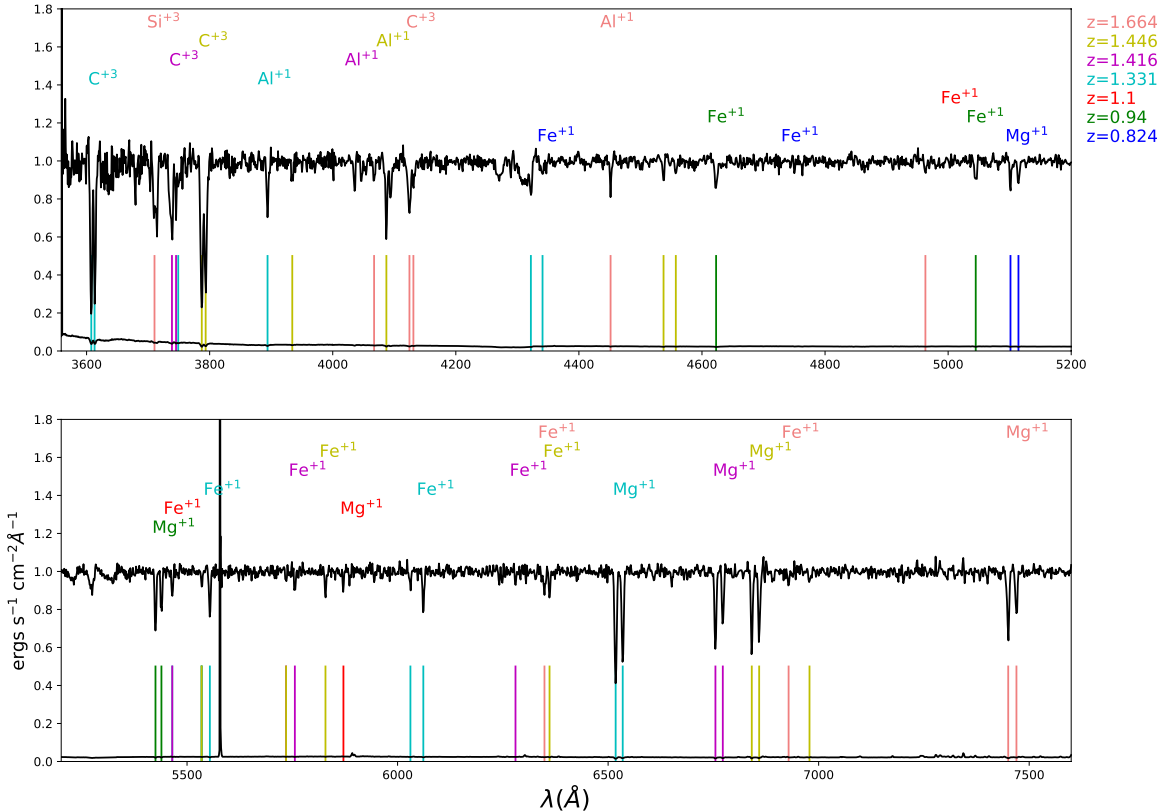 1.8
1.6
1.4
1.2
1.0
0.8
0.6
0.4
0.2
0.0
Si+3 C+3 Al+1 z=1.664
C+3 Al+1 z=1.446
C+3 Al+1 z=1.416
C+3 Al+1 z=1.331
Fe+1 z=1.1
Fe+1 Fe+1 z=0.94
Fe+1 Fe+1 Mg+1 z=0.824
3600 3800 4000 4200 4400 4600 4800 5000 5200
1.8
1.6
1.4
1.2
1.0
0.8
0.6
0.4
0.2
0.0
ergs s−1 cm−2Å−1
Fe+1 Fe+1 Mg+1
Fe+1 Fe+1 Mg+1
Fe+1 Fe+1 Mg+1
Fe+1 Fe+1 Mg+1
Fe+1 Mg+1
Mg+1
5500 6000 6500 7000 7500
λ(Å)